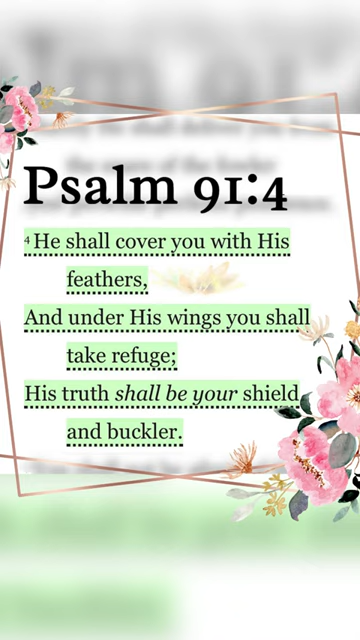 Psalm 91:4
4 He shall cover you with His
feathers,
And under His wings you shall
take refuge;
His truth shall be your shield
and buckler.